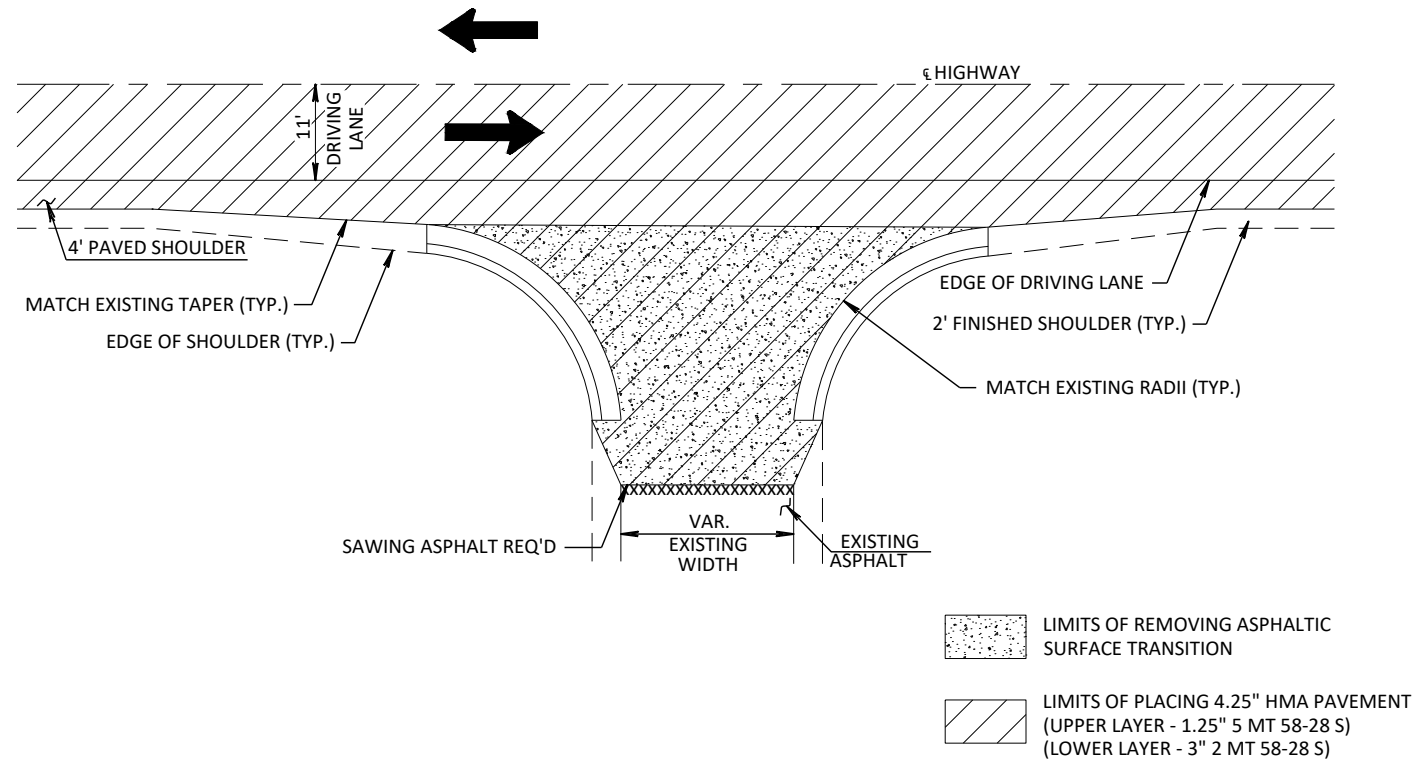 ℄ HIGHWAY
11'
DRIVING
LANE
4' PAVED SHOULDER
MATCH EXISTING TAPER (TYP.)
EDGE OF SHOULDER (TYP.)
EDGE OF DRIVING LANE
2' FINISHED SHOULDER (TYP.)
MATCH EXISTING RADII (TYP.)
SAWING ASPHALT REQ'D
VAR.
EXISTING
WIDTH
EXISTING
ASPHALT
LIMITS OF REMOVING ASPHALTIC
SURFACE TRANSITION
LIMITS OF PLACING 4.25" HMA PAVEMENT
(UPPER LAYER - 1.25" 5 MT 58-28 S)
(LOWER LAYER - 3" 2 MT 58-28 S)